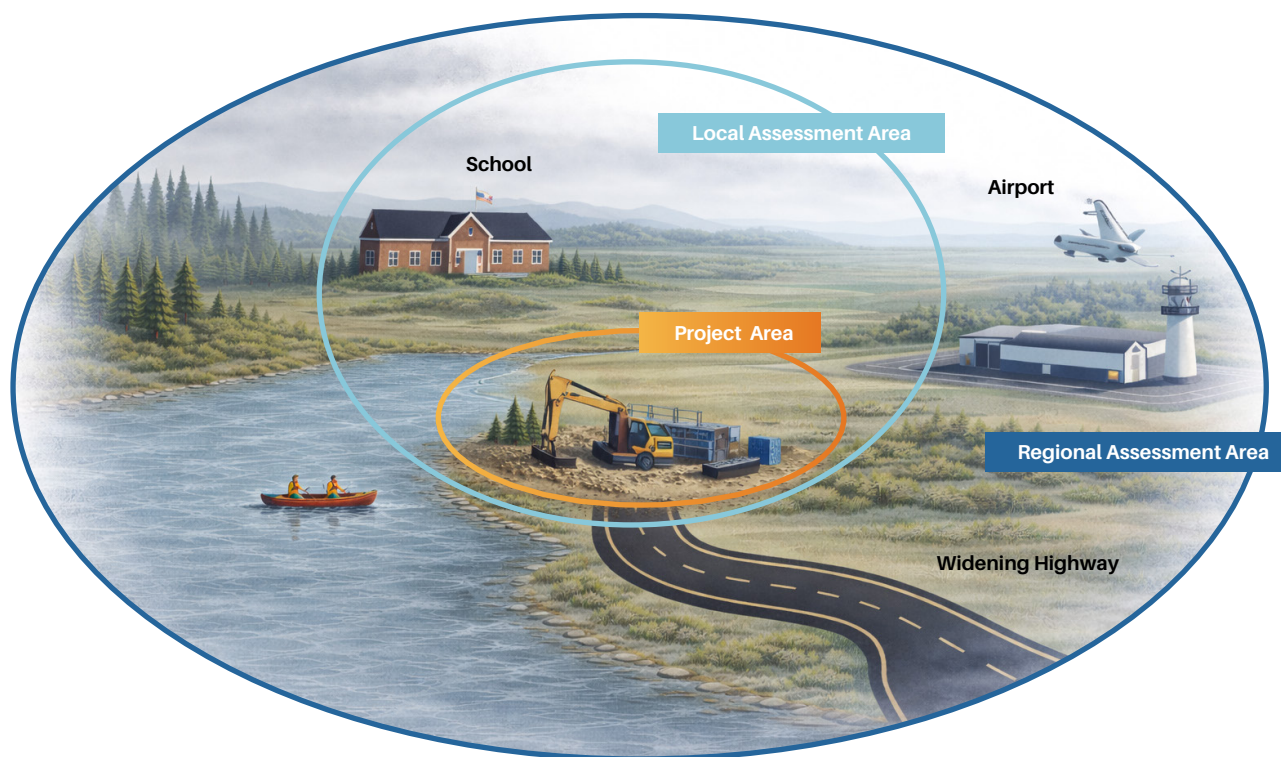 Local Assessment Area
School
Airport
Project Area
Regional Assessment Area
Widening Highway